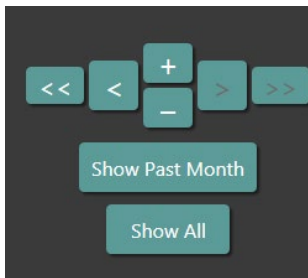 << < + > >>
−
Show Past Month
Show All